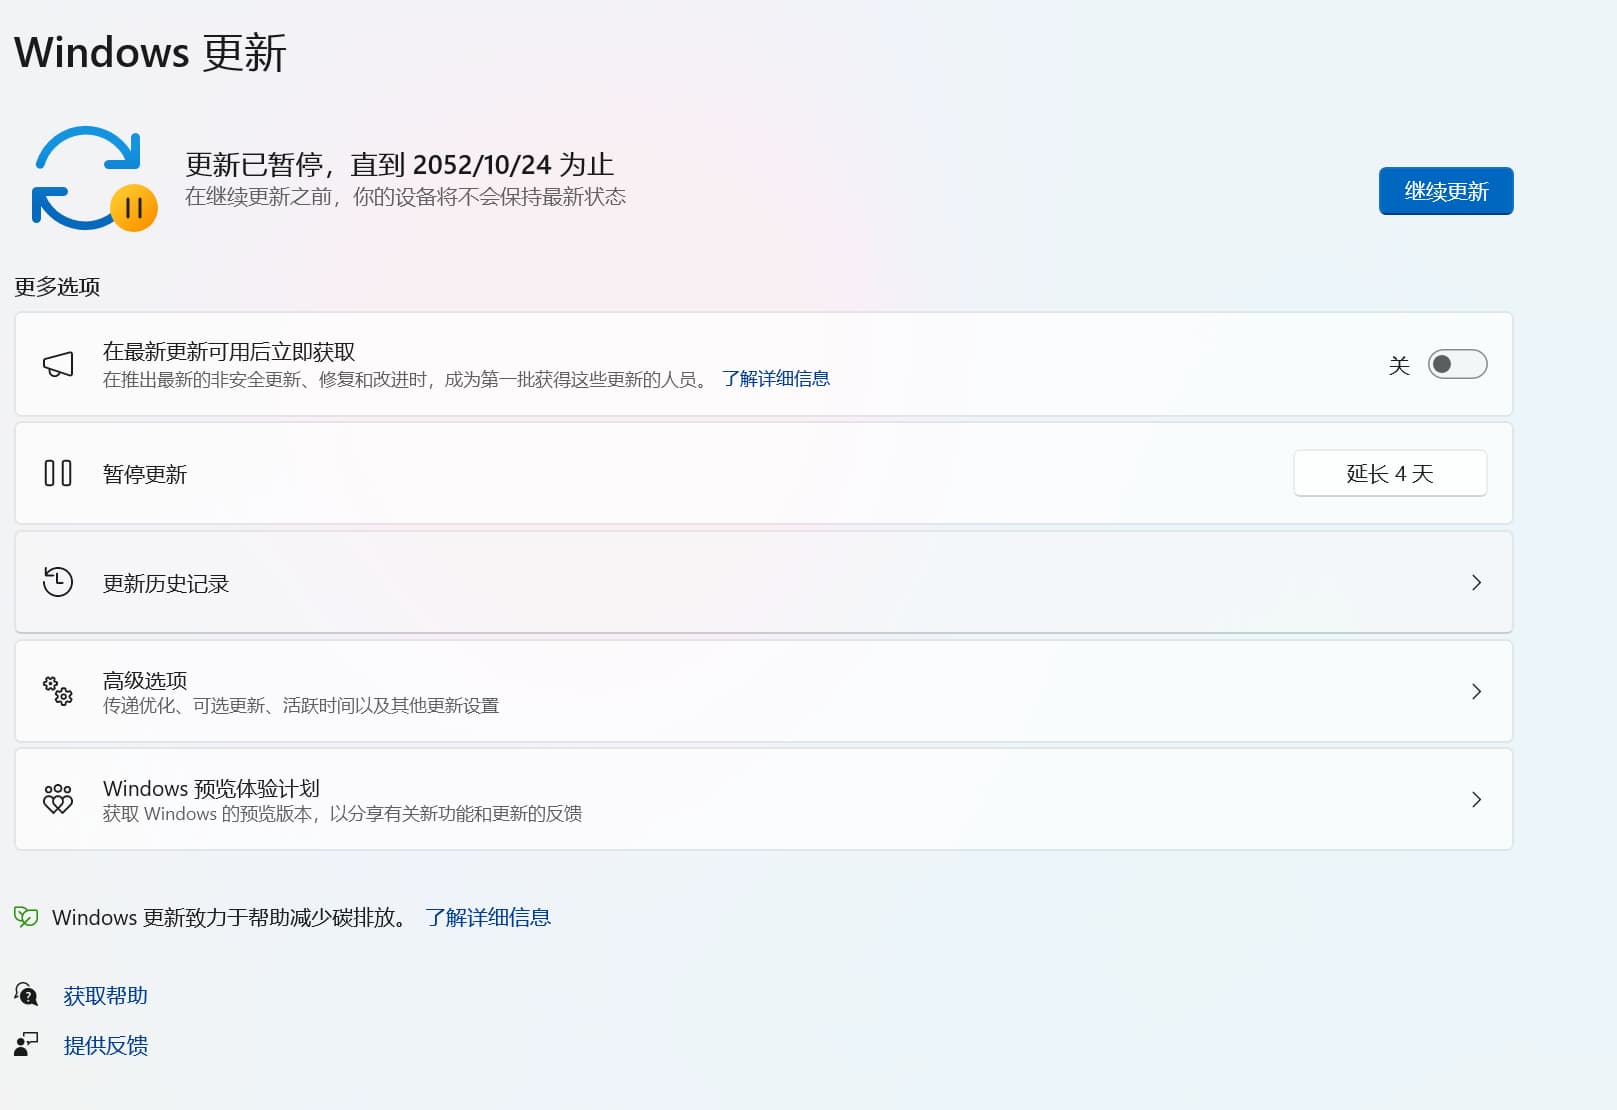 Windows 更新
更新已暂停，直到 2052/10/24 为止
在继续更新之前，你的设备将不会保持最新状态
继续更新
更多选项
在最新更新可用后立即获取
在推出最新的非安全更新、修复和改进时，成为第一批获得这些更新的人员。 了解详细信息
关
暂停更新
延长 4 天
更新历史记录
高级选项
传递优化、可选更新、活跃时间以及其他更新设置
Windows 预览体验计划
获取 Windows 的预览版本，以分享有关新功能和更新的反馈
Windows 更新致力于帮助减少碳排放。 了解详细信息
获取帮助
提供反馈